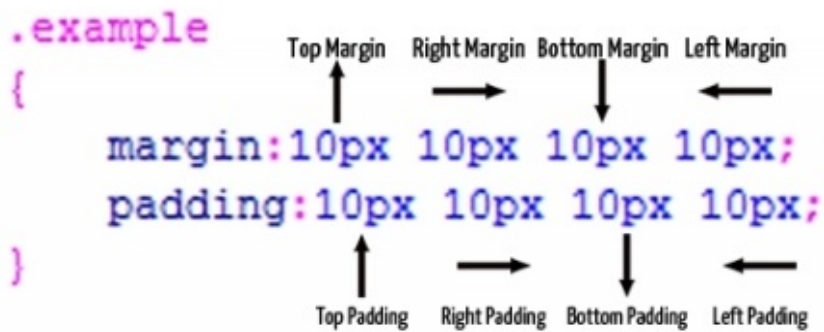 .example
Top Margin Right Margin Bottom Margin Left Margin
{
margin:10px 10px 10px 10px;
padding:10px 10px 10px 10px;
}
Top Padding Right Padding Bottom Padding Left Padding